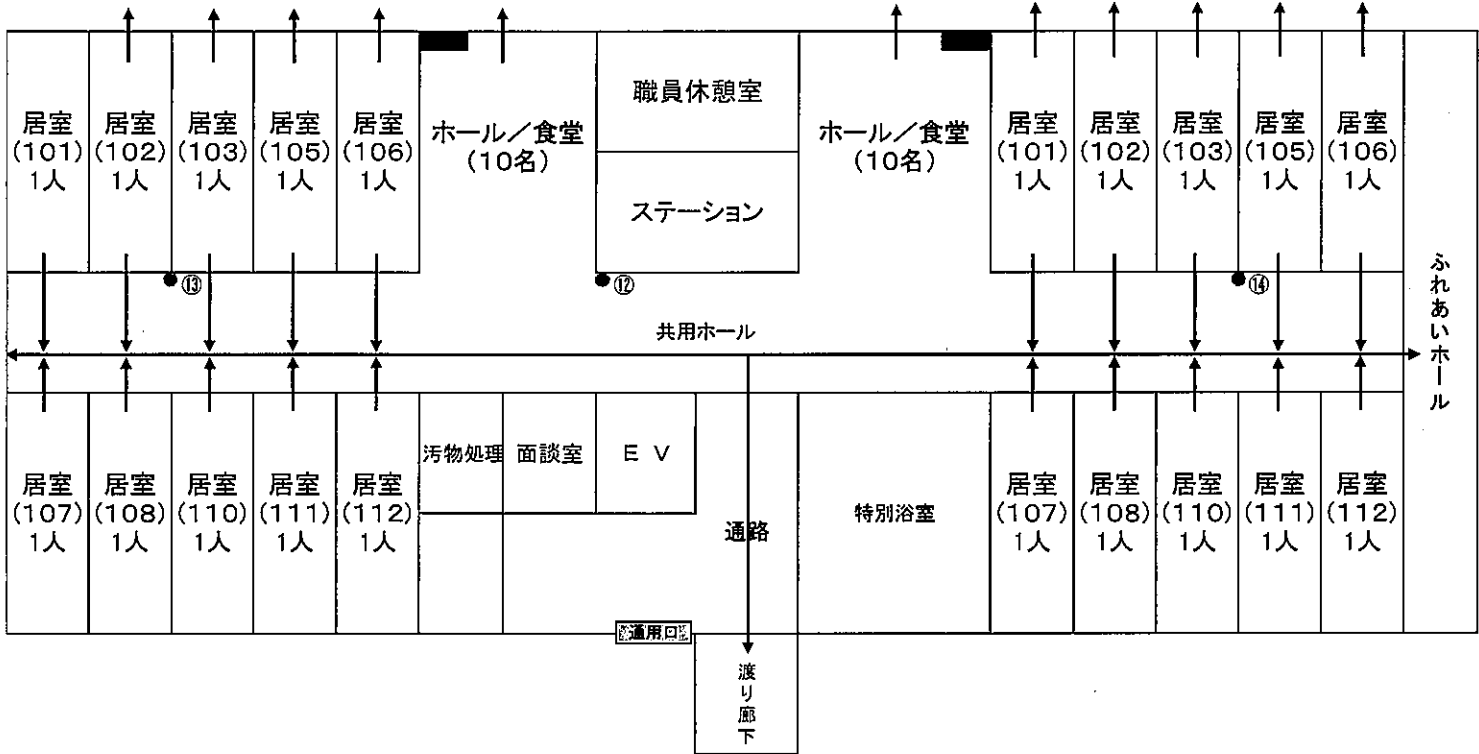 居室
(101)
1人
居室
(102)
1人
居室
(103)
1人
居室
(105)
1人
居室
(106)
1人
ホール／食堂
(10名)
職員休憩室
ステーション
ホール／食堂
(10名)
居室
(101)
1人
居室
(102)
1人
居室
(103)
1人
居室
(105)
1人
居室
(106)
1人
ふれあいホール
⑬
⑫
⑭
共用ホール
居室
(107)
1人
居室
(108)
1人
居室
(110)
1人
居室
(111)
1人
居室
(112)
1人
汚物処理
面談室
ＥＶ
通路
特別浴室
居室
(107)
1人
居室
(108)
1人
居室
(110)
1人
居室
(111)
1人
居室
(112)
1人
通用口
渡り廊下